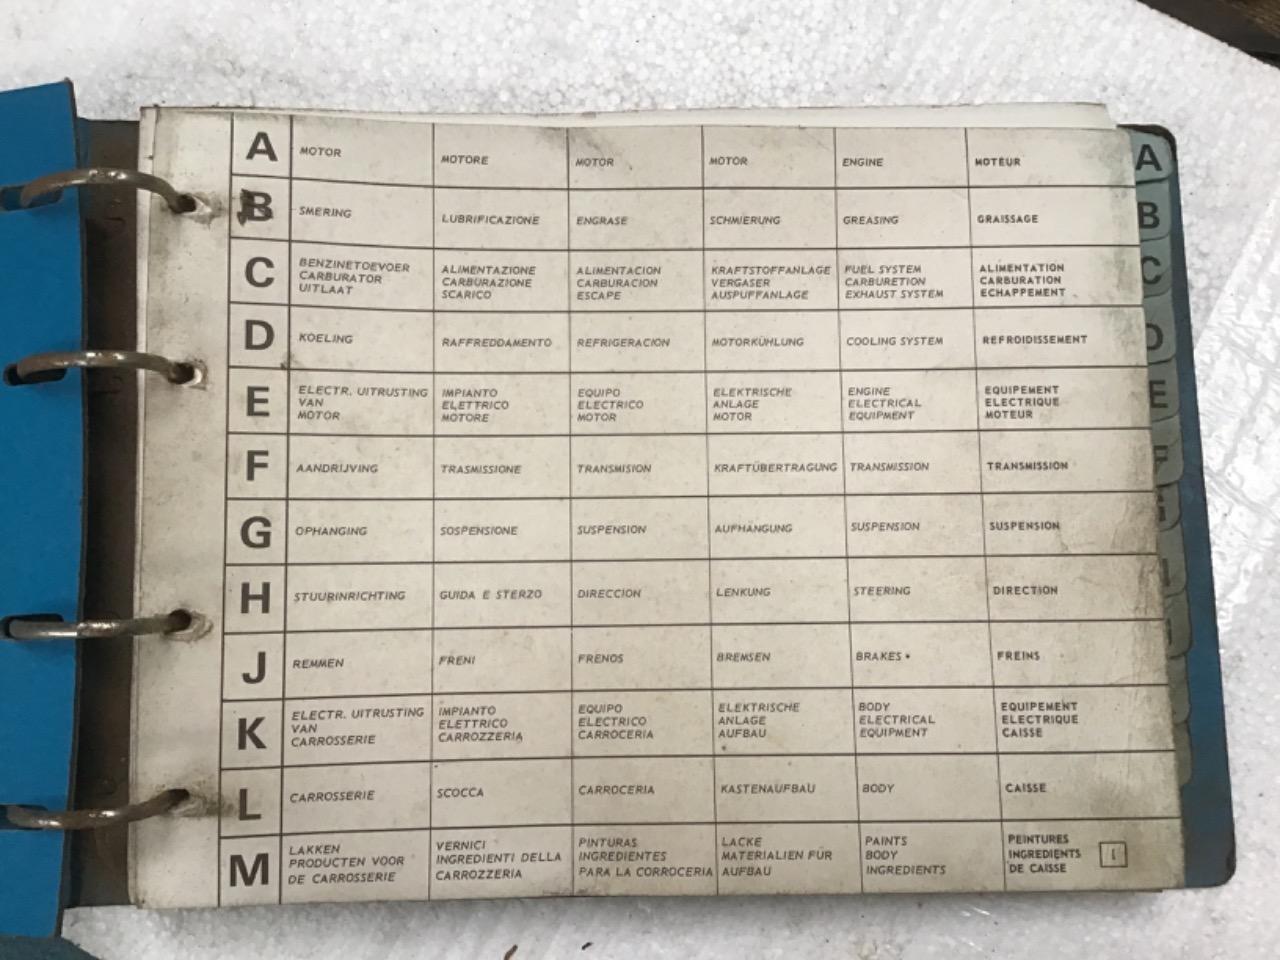 A
MOTOR
MOTORE
MOTOR
MOTOR
ENGINE
MOTEUR
A
B
SMERING
LUBRIFICAZIONE
ENGRASE
SCHMIERUNG
GREASING
GRAISSAGE
B
C
BENZINETOEVOER
CARBURATOR
UITLAAT
ALIMENTAZIONE
CARBURAZIONE
SCARICO
ALIMENTACION
CARBURACION
ESCAPE
KRAFTSTOFFANLAGE
VERGASER
AUSPUFFANLAGE
FUEL SYSTEM
CARBURETION
EXHAUST SYSTEM
ALIMENTATION
CARBURATION
ECHAPPEMENT
C
D
KOELING
RAFFREDDAMENTO
REFRIGERACION
MOTORKÜHLUNG
COOLING SYSTEM
REFROIDISSEMENT
D
E
ELECTR. UITRUSTING
VAN
MOTOR
IMPIANTO
ELETTRICO
MOTORE
EQUIPO
ELECTRICO
MOTOR
ELEKTRISCHE
ANLAGE
MOTOR
ENGINE
ELECTRICAL
EQUIPMENT
EQUIPEMENT
ELECTRIQUE
MOTEUR
E
F
AANDRIJVING
TRASMISSIONE
TRANSMISION
KRAFTÜBERTRAGUNG
TRANSMISSION
TRANSMISSION
G
OPHANGING
SOSPENSIONE
SUSPENSION
AUFHÄNGUNG
SUSPENSION
SUSPENSION
H
STUURINRICHTING
GUIDA E STERZO
DIRECCION
LENKUNG
STEERING
DIRECTION
J
REMMEN
FRENI
FRENOS
BREMSEN
BRAKES
FREINS
K
ELECTR. UITRUSTING
VAN
CARROSSERIE
IMPIANTO
ELETTRICO
CARROZZERIA
EQUIPO
ELECTRICO
CARROCERIA
ELEKTRISCHE
ANLAGE
AUFBAU
BODY
ELECTRICAL
EQUIPMENT
EQUIPEMENT
ELECTRIQUE
CAISSE
L
CARROSSERIE
SCOCCA
CARROCERIA
KASTENAUFBAU
BODY
CAISSE
M
LAKKEN
PRODUCTEN VOOR
DE CARROSSERIE
VERNICI
INGREDIENTI DELLA
CARROZZERIA
PINTURAS
INGREDIENTES
PARA LA CORROCERIA
LACKE
MATERIALIEN FÜR
AUFBAU
PAINTS
BODY
INGREDIENTS
PEINTURES
INGREDIENTS
DE CAISSE
1